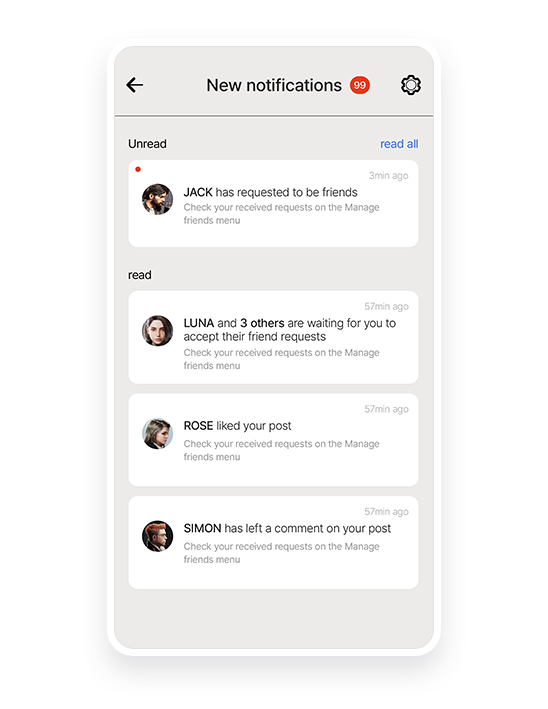 New notifications 99
Unread read all
3min ago
JACK has requested to be friends
Check your received requests on the Manage
friends menu
read
57min ago
LUNA and 3 others are waiting for you to
accept their friend requests
Check your received requests on the Manage
friends menu
57min ago
ROSE liked your post
Check your received requests on the Manage
friends menu
57min ago
SIMON has left a comment on your post
Check your received requests on the Manage
friends menu